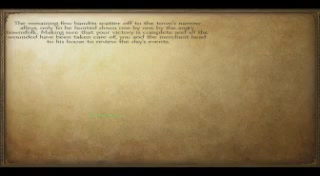 The remaining few bandits scatter off to the town's narrow
alleys, only to be hunted down one by one by the angry
townsfolk. Making sure that your victory is complete and all the
wounded have been taken care of, you and the merchant head
to his house to review the day's events.